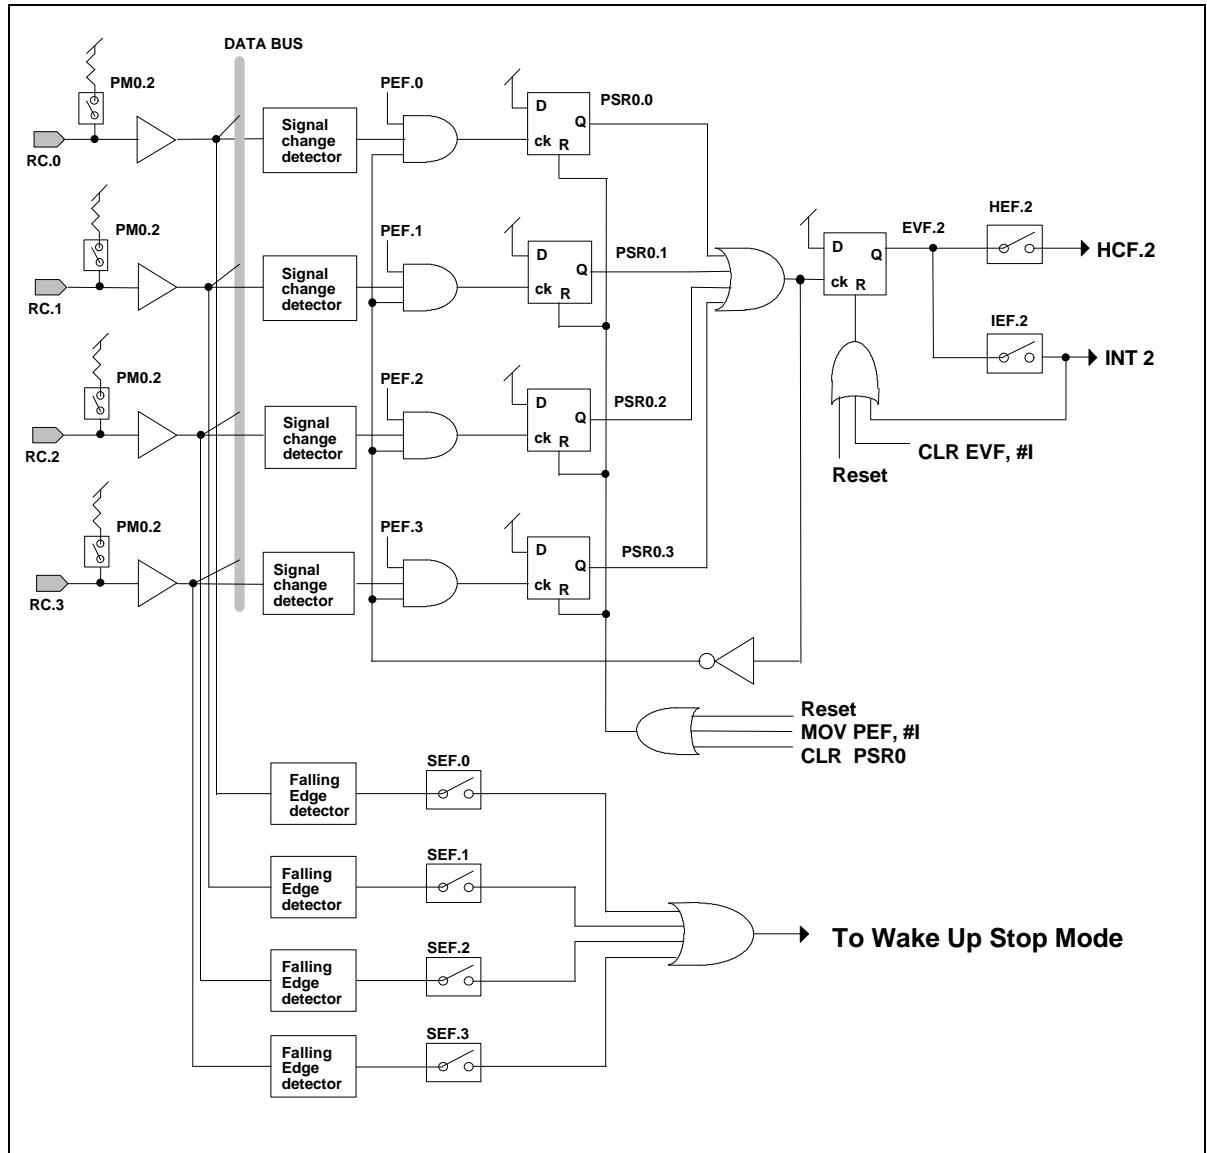 DATA BUS
PM0.2
RC.0
Signal
change
detector
PEF.0
D
Q
ck
R
PSR0.0
PM0.2
RC.1
Signal
change
detector
PEF.1
D
Q
ck
R
PSR0.1
D
Q
ck
R
EVF.2
HEF.2
HCF.2
IEF.2
INT 2
CLR EVF, #I
Reset
PM0.2
RC.2
Signal
change
detector
PEF.2
D
Q
ck
R
PSR0.2
PM0.2
RC.3
Signal
change
detector
PEF.3
D
Q
ck
R
PSR0.3
Reset
MOV PEF, #I
CLR PSR0
Falling
Edge
detector
SEF.0
Falling
Edge
detector
SEF.1
Falling
Edge
detector
SEF.2
Falling
Edge
detector
SEF.3
To Wake Up Stop Mode